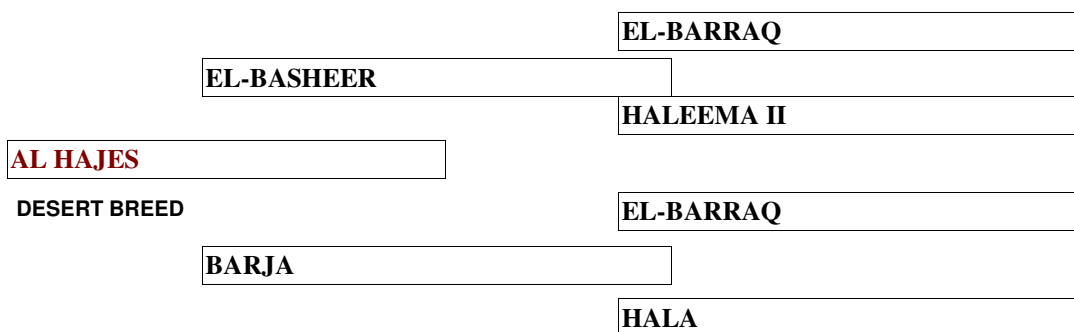 EL-BARRAQ
EL-BASHEER
HALEEMA II
AL HAJES
DESERT BREED
EL-BARRAQ
BARJA
HALA